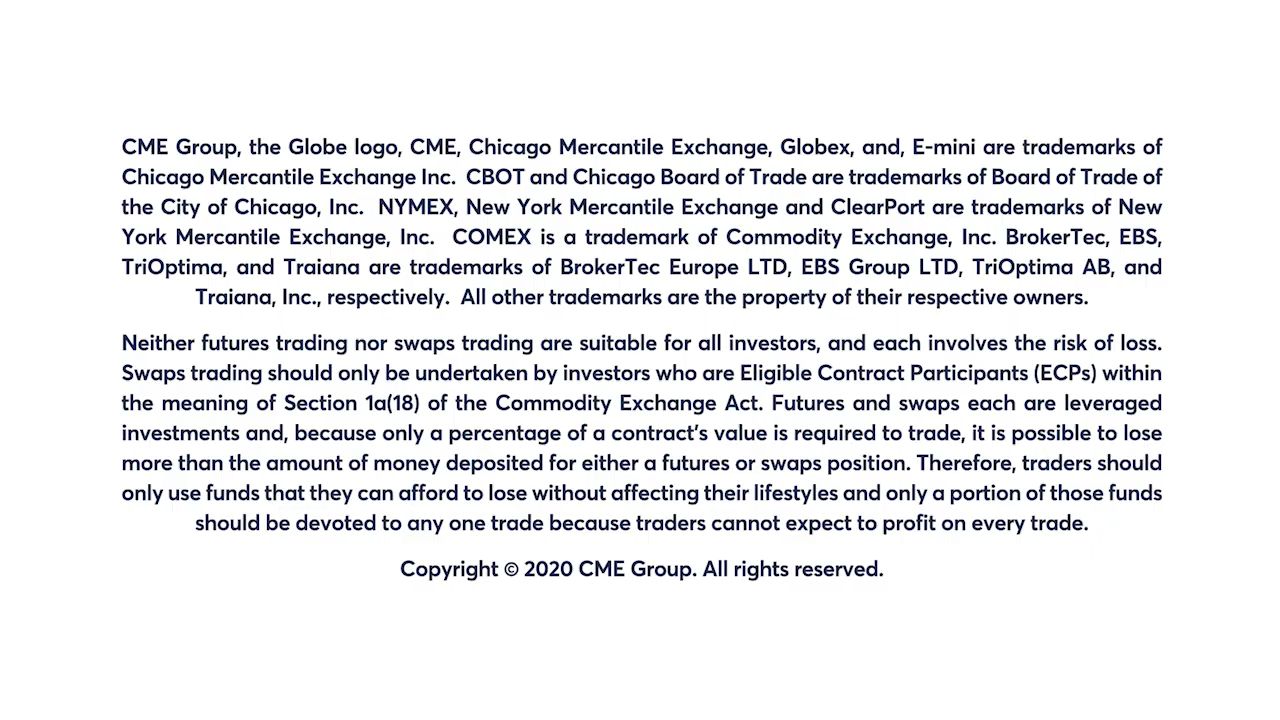 CME Group, the Globe logo, CME, Chicago Mercantile Exchange, Globex, and, E-mini are trademarks of
Chicago Mercantile Exchange Inc.  CBOT and Chicago Board of Trade are trademarks of Board of Trade of
the City of Chicago, Inc.  NYMEX, New York Mercantile Exchange and ClearPort are trademarks of New
York Mercantile Exchange, Inc.  COMEX is a trademark of Commodity Exchange, Inc. BrokerTec, EBS,
TriOptima, and Traiana are trademarks of BrokerTec Europe LTD, EBS Group LTD, TriOptima AB, and
Traiana, Inc., respectively.  All other trademarks are the property of their respective owners.
Neither futures trading nor swaps trading are suitable for all investors, and each involves the risk of loss.
Swaps trading should only be undertaken by investors who are Eligible Contract Participants (ECPs) within
the meaning of Section 1a(18) of the Commodity Exchange Act. Futures and swaps each are leveraged
investments and, because only a percentage of a contract's value is required to trade, it is possible to lose
more than the amount of money deposited for either a futures or swaps position. Therefore, traders should
only use funds that they can afford to lose without affecting their lifestyles and only a portion of those funds
should be devoted to any one trade because traders cannot expect to profit on every trade.
Copyright © 2020 CME Group. All rights reserved.